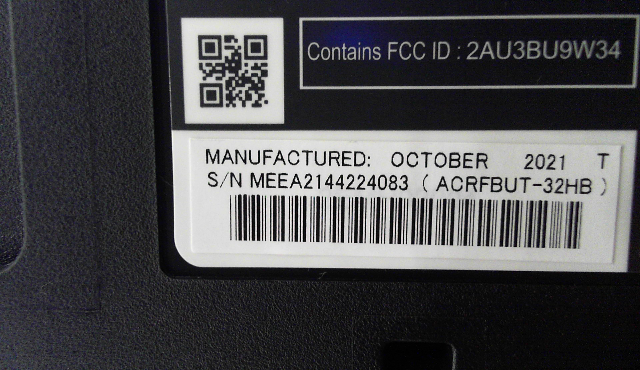 Contains FCC ID : 2AU3BU9W34
MANUFACTURED: OCTOBER 2021 T
S/N MEEA2144224083 ( ACRFBUT-32HB )